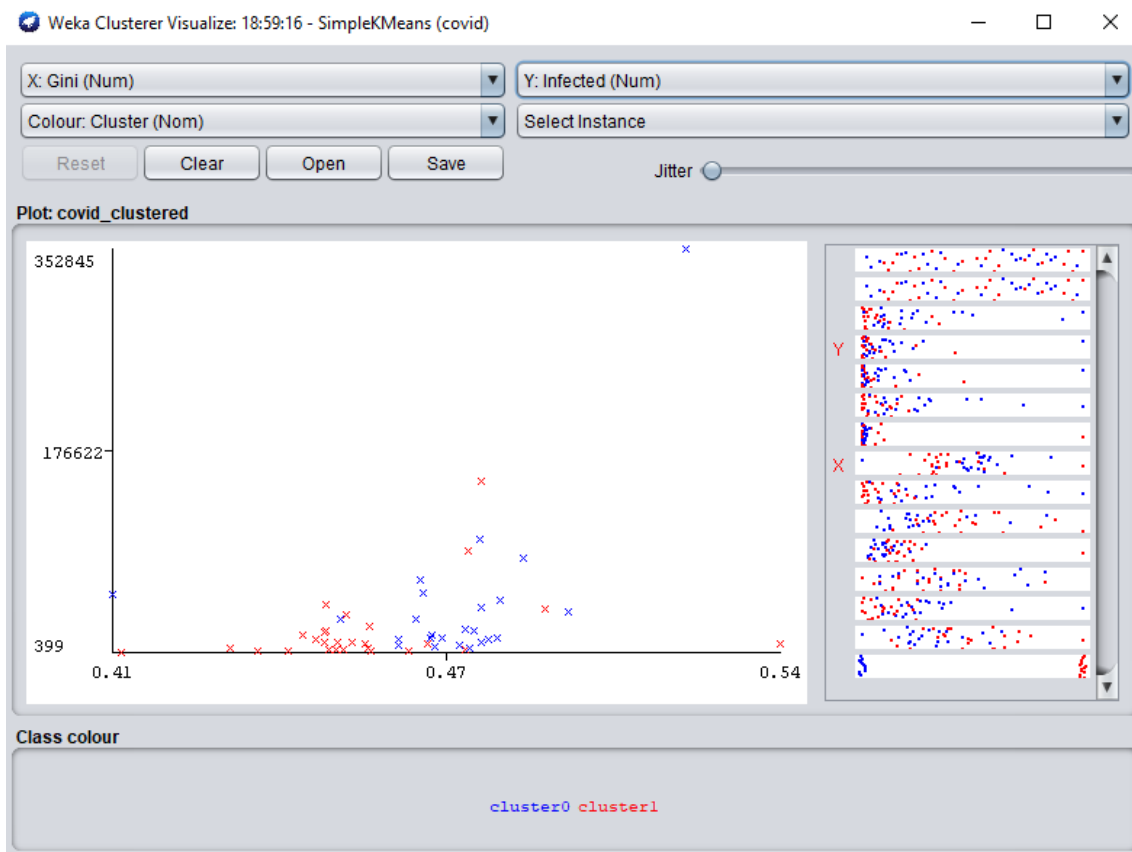 Weka Clusterer Visualize: 18:59:16 - SimpleKMeans (covid)
X: Gini (Num) Y: Infected (Num)
Colour: Cluster (Nom) Select Instance
Reset Clear Open Save Jitter
Plot: covid_clustered
352845
176622
399
0.41 0.47 0.54
Y
X
Class colour
cluster0 cluster1